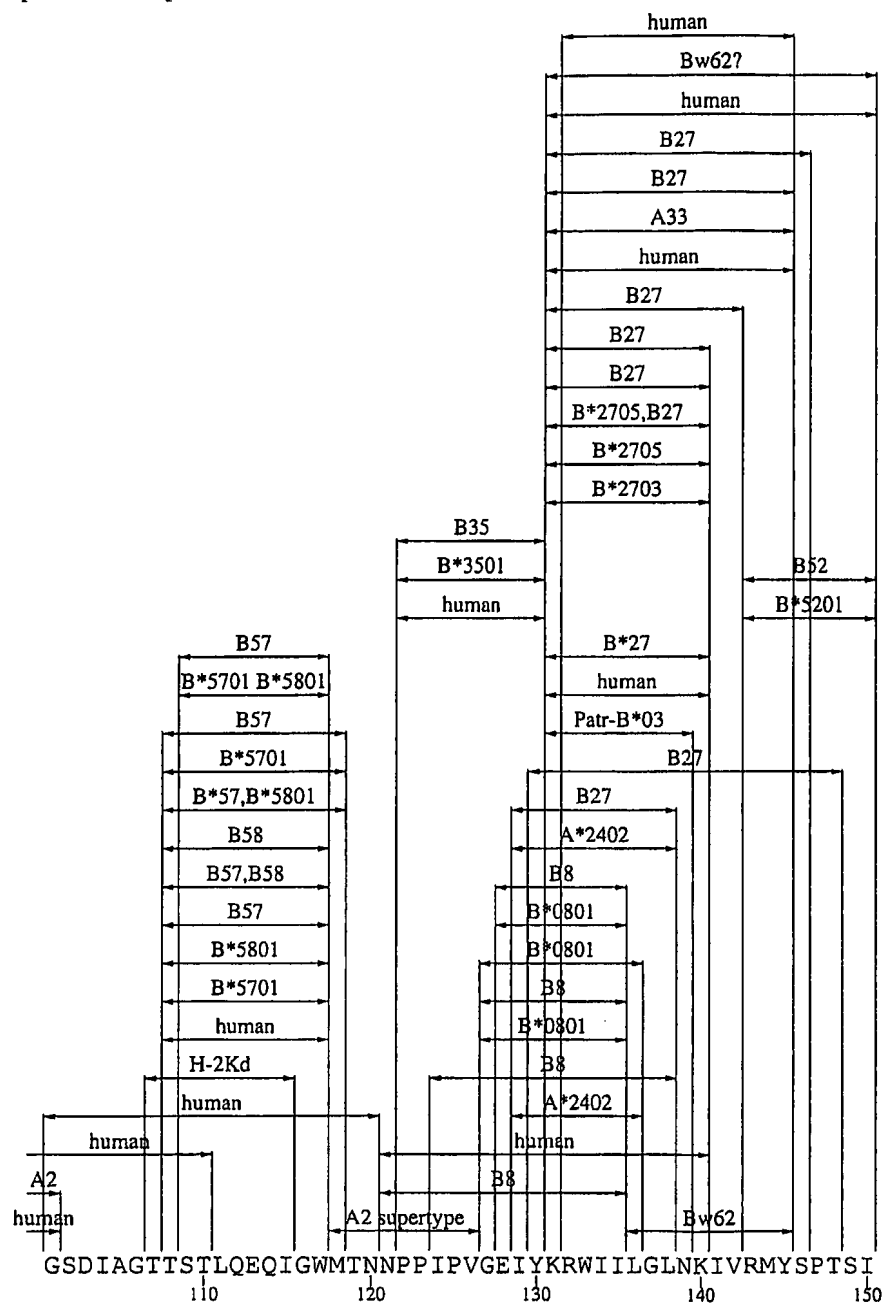 human
Bw62?
human
B27
B27
A33
human
B27
B27
B27
B*2705,B27
B*2705
B*2703
B35
B*3501 B52
human B*5201
B57 B*27
B*5701 B*5801 human
B57 Patr-B*03
B*5701 B27
B*57,B*5801 B27
B58 A*2402
B57,B58 B8
B57 B*0801
B*5801 B*0801
B*5701 B8
human B*0801
H-2Kd B8
human A*2402
human human
A2 B8
human A2 supertype Bw62
GSDIAGTTSTLQEQIGWMTNNPPIPVGEIYKRWIILGLNKIVRMYSPTSI
110 120 130 140 150